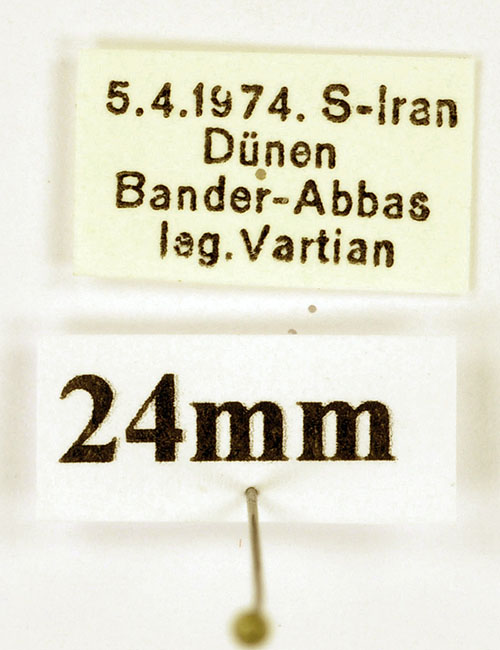 5.4.1974. S-Iran
Dünen
Bander-Abbas
leg. Vartian
24mm